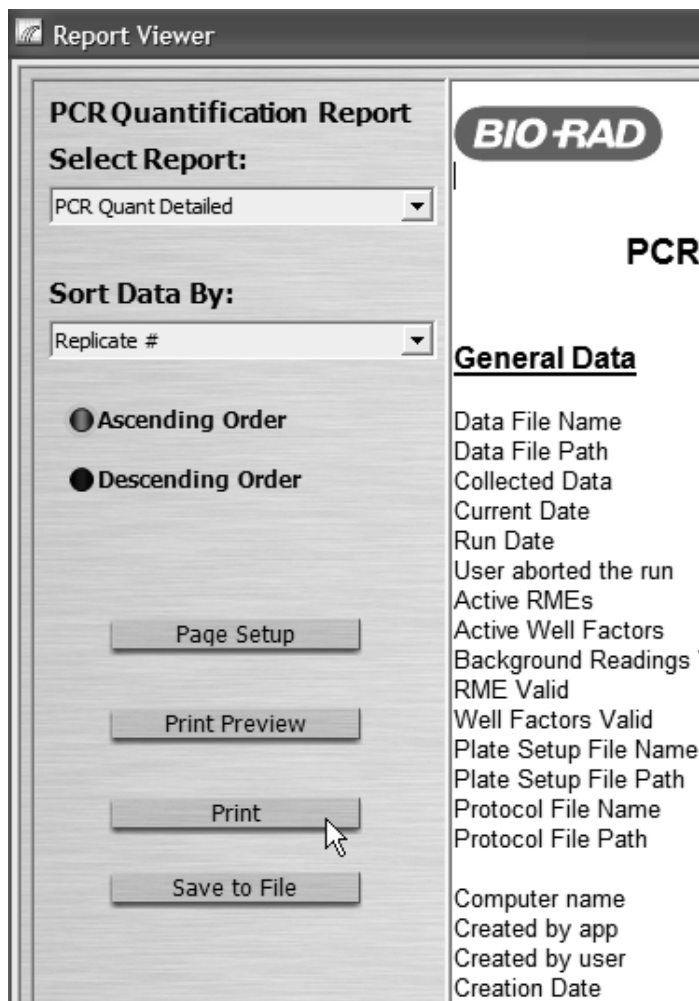 Report Viewer
PCR Quantification Report
Select Report:
PCR Quant Detailed
Sort Data By:
Replicate #
Ascending Order
Descending Order
Page Setup
Print Preview
Print
Save to File
BIO-RAD
PCR
General Data
Data File Name
Data File Path
Collected Data
Current Date
Run Date
User aborted the run
Active RMEs
Active Well Factors
Background Readings
RME Valid
Well Factors Valid
Plate Setup File Name
Plate Setup File Path
Protocol File Name
Protocol File Path
Computer name
Created by app
Created by user
Creation Date